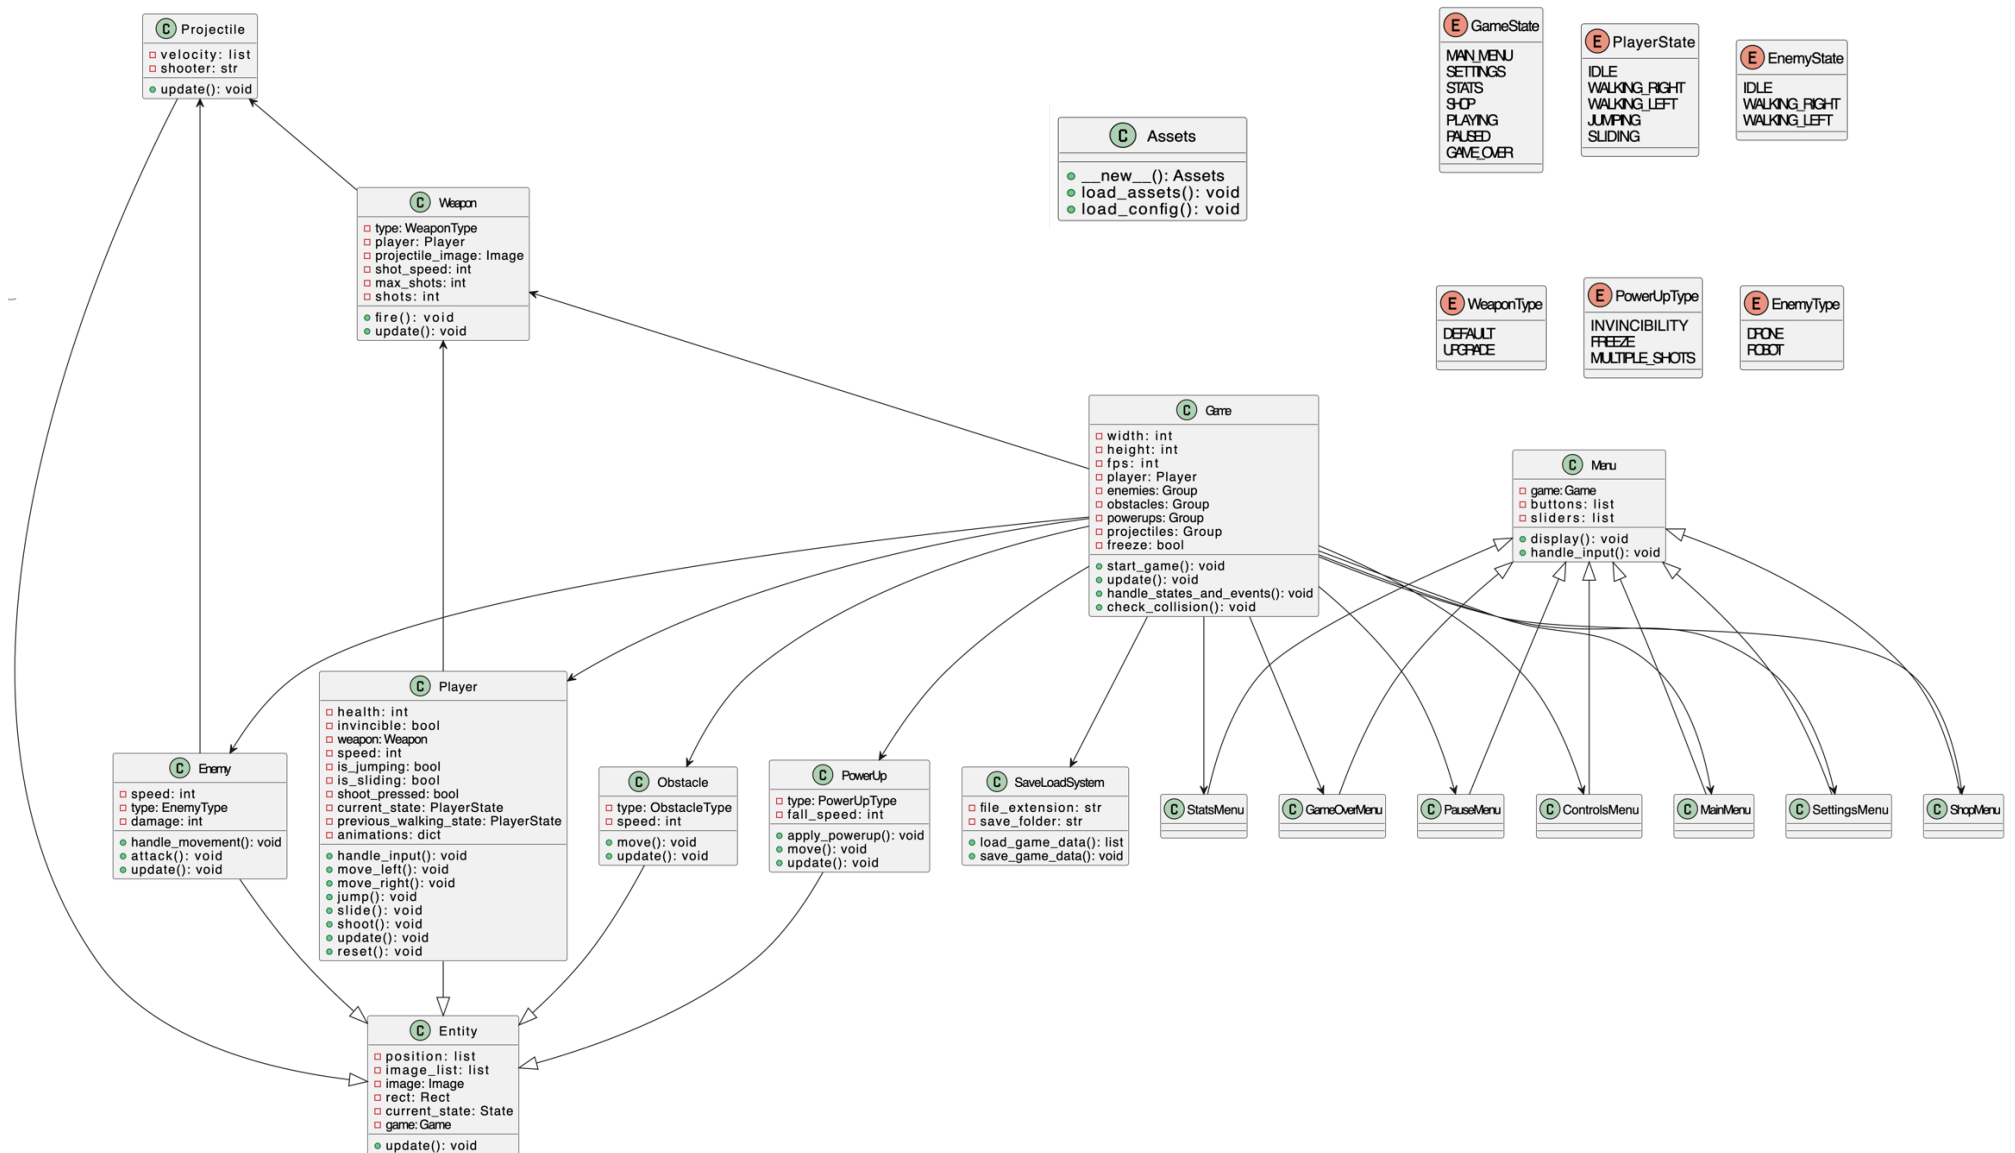 C Projectile
velocity: list
shooter: str
update(): void
E GameState
MAIN_MENU
SETTINGS
STATS
SHOP
PLAYING
PAUSED
GAME_OVER
E PlayerState
IDLE
WALKING_RIGHT
WALKING_LEFT
JUMPING
SLIDING
E EnemyState
IDLE
WALKING_RIGHT
WALKING_LEFT
C Assets
__new__(): Assets
load_assets(): void
load_config(): void
C Weapon
type: WeaponType
player: Player
projectile_image: Image
shot_speed: int
max_shots: int
shots: int
fire(): void
update(): void
E WeaponType
DEFAULT
UPGRADE
E PowerUpType
INVINCIBILITY
FREEZE
MULTIPLE_SHOTS
E EnemyType
DRONE
ROBOT
C Game
width: int
height: int
fps: int
player: Player
enemies: Group
obstacles: Group
powerups: Group
projectiles: Group
freeze: bool
start_game(): void
update(): void
handle_states_and_events(): void
check_collision(): void
C Menu
game: Game
buttons: list
sliders: list
display(): void
handle_input(): void
C Enemy
speed: int
type: EnemyType
damage: int
handle_movement(): void
attack(): void
update(): void
C Player
health: int
invincible: bool
weapon: Weapon
speed: int
is_jumping: bool
is_sliding: bool
shoot_pressed: bool
current_state: PlayerState
previous_walking_state: PlayerState
animations: dict
handle_input(): void
move_left(): void
move_right(): void
jump(): void
slide(): void
shoot(): void
update(): void
reset(): void
C Obstacle
type: ObstacleType
speed: int
move(): void
update(): void
C PowerUp
type: PowerUpType
fall_speed: int
apply_powerup(): void
move(): void
update(): void
C SaveLoadSystem
file_extension: str
save_folder: str
load_game_data(): list
save_game_data(): void
C StatsMenu
C GameOverMenu
C PauseMenu
C ControlsMenu
C MainMenu
C SettingsMenu
C ShopMenu
C Entity
position: list
image_list: list
image: Image
rect: Rect
current_state: State
game: Game
update(): void